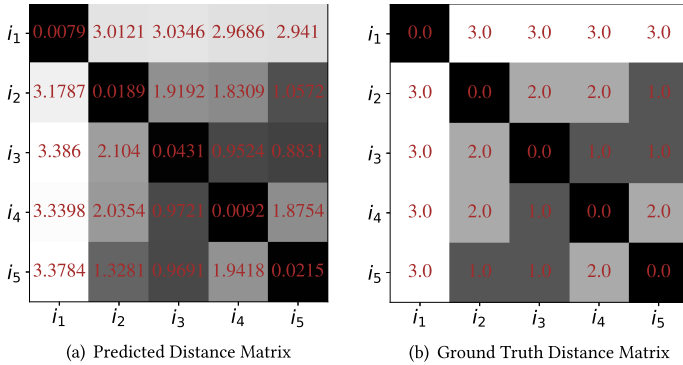 i1 0.0079 3.0121 3.0346 2.9686 2.941
i2 3.1787 0.0189 1.9192 1.8309 1.0572
i3 3.386 2.104 0.0431 0.9524 0.8831
i4 3.3398 2.0354 0.9721 0.0092 1.8754
i5 3.3784 1.3281 0.9691 1.9418 0.0215
i1 i2 i3 i4 i5
(a) Predicted Distance Matrix
i1 0.0 3.0 3.0 3.0 3.0
i2 3.0 0.0 2.0 2.0 1.0
i3 3.0 2.0 0.0 1.0 1.0
i4 3.0 2.0 1.0 0.0 2.0
i5 3.0 1.0 1.0 2.0 0.0
i1 i2 i3 i4 i5
(b) Ground Truth Distance Matrix